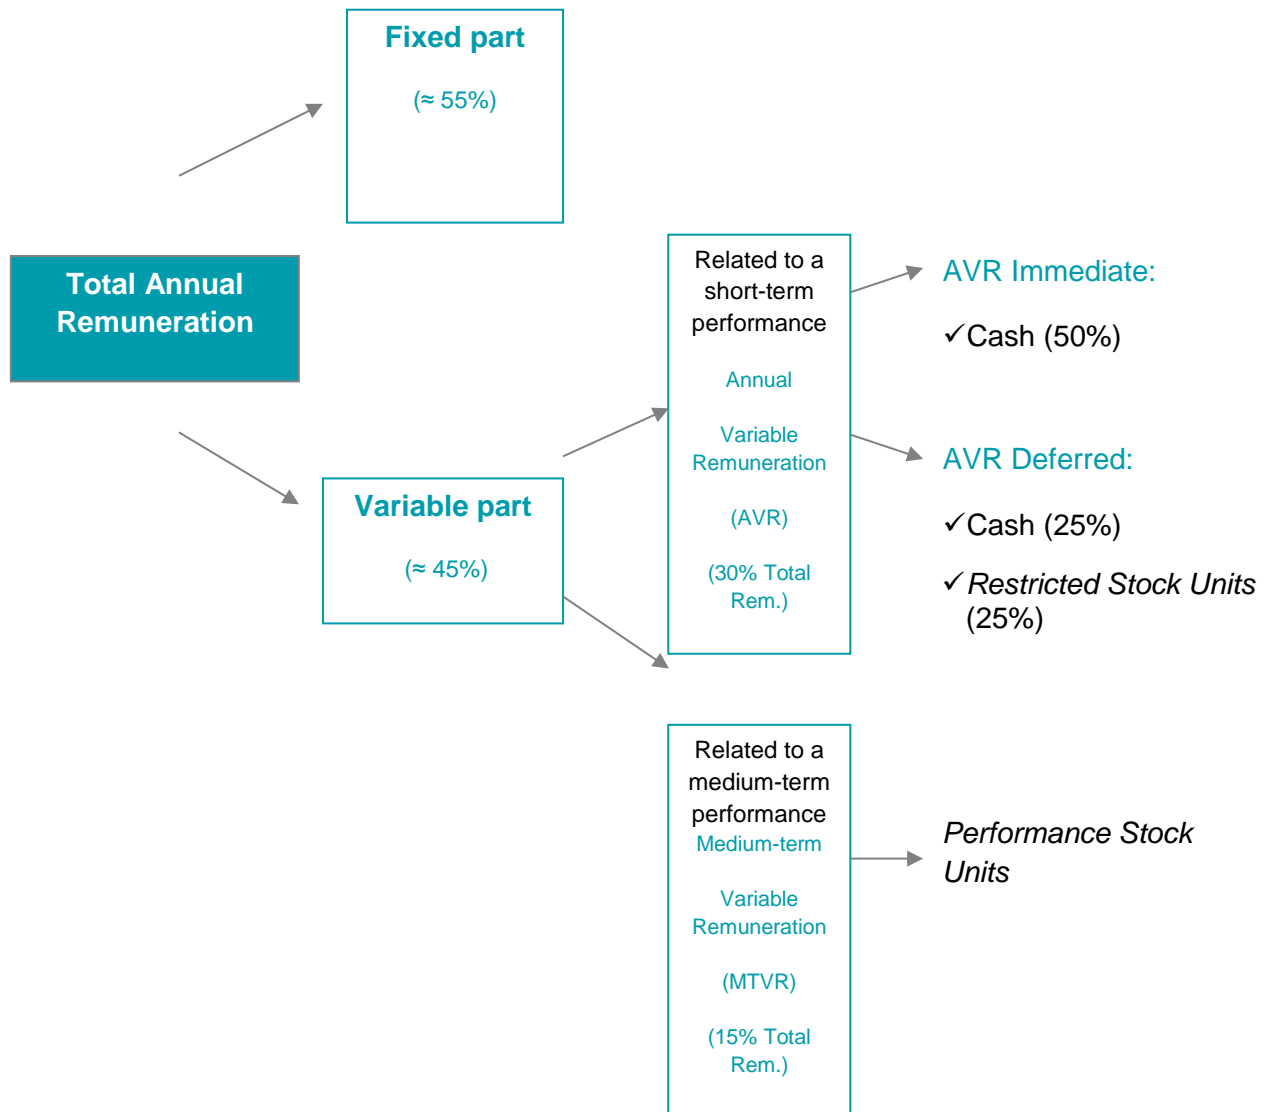 Fixed part
(≈ 55%)
Total Annual
Remuneration
Variable part
(≈ 45%)
Related to a
short-term
performance
Annual
Variable
Remuneration
(AVR)
(30% Total
Rem.)
AVR Immediate:
✓Cash (50%)
AVR Deferred:
✓Cash (25%)
✓Restricted Stock Units
(25%)
Related to a
medium-term
performance
Medium-term
Variable
Remuneration
(MTVR)
(15% Total
Rem.)
Performance Stock
Units